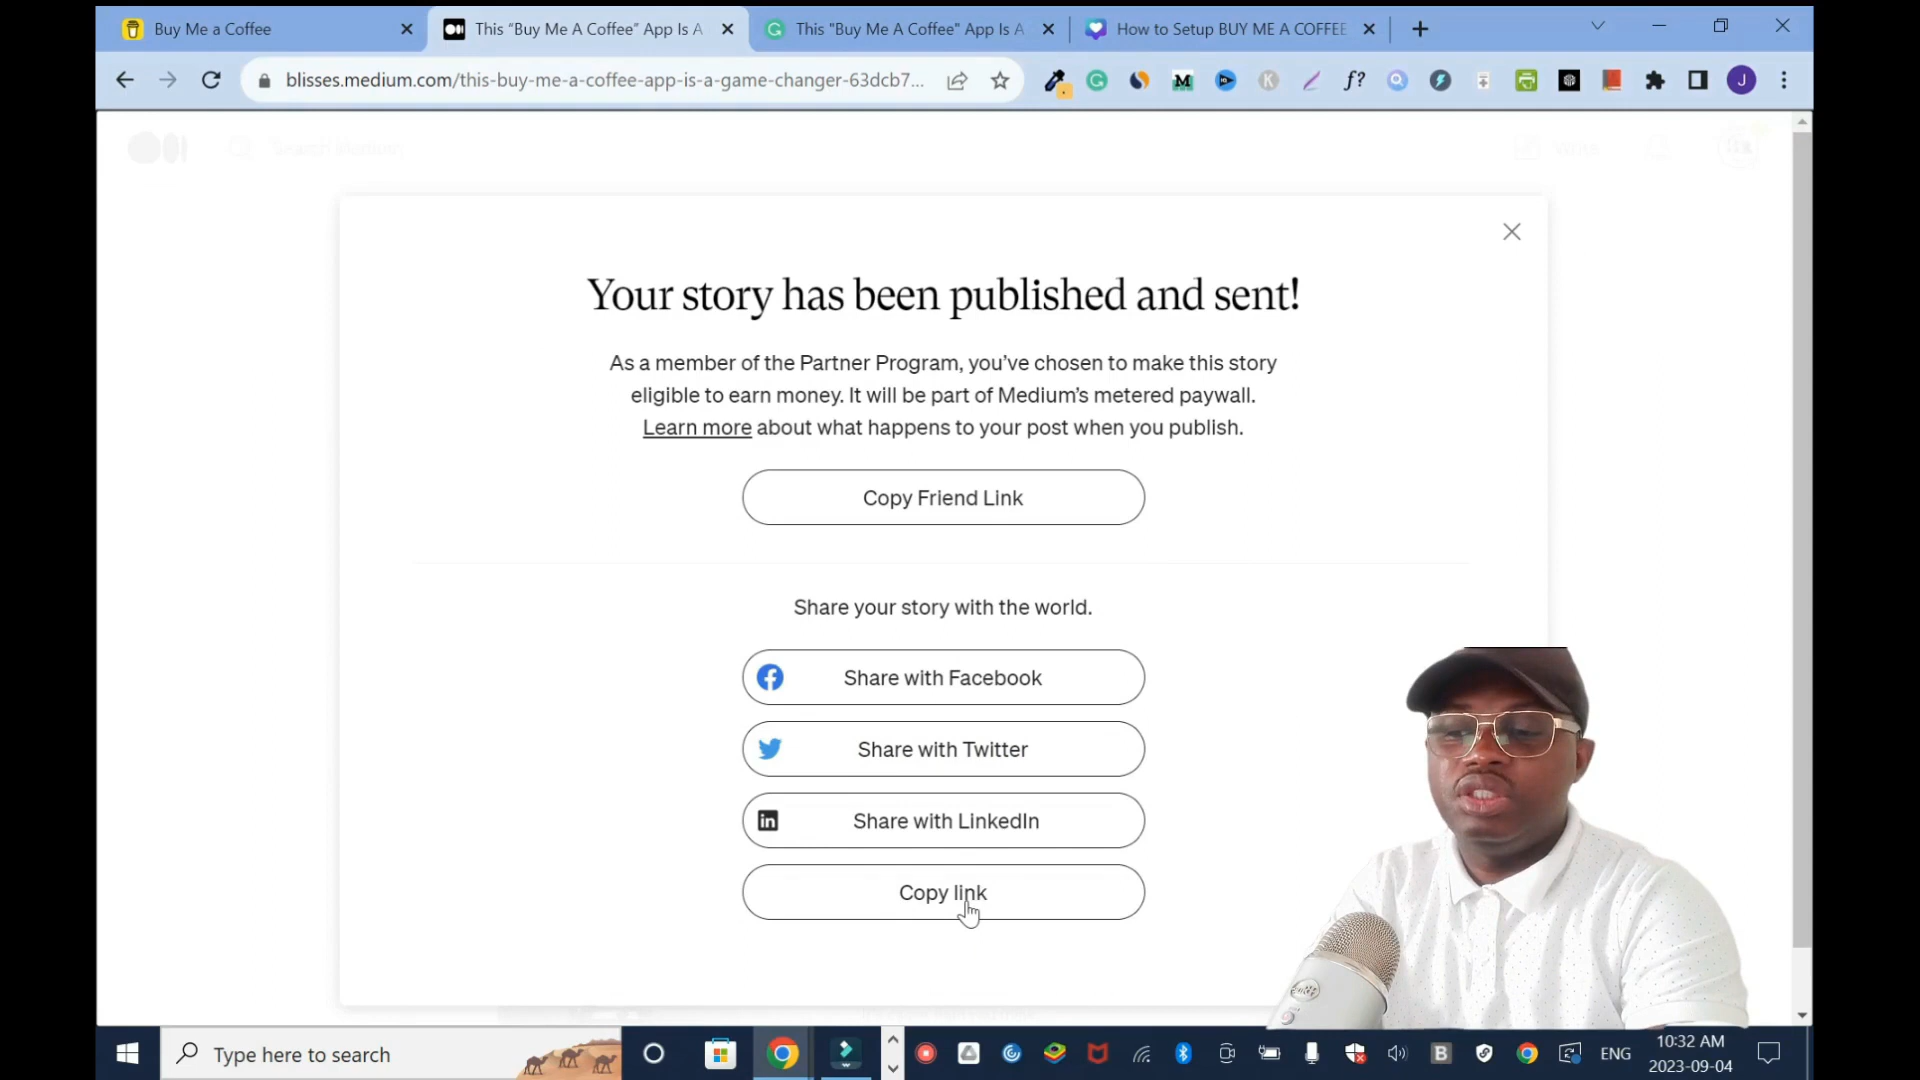 Buy Me a Coffee
This “Buy Me A Coffee” App Is A
This "Buy Me A Coffee" App Is A
How to Setup BUY ME A COFFEE
blisses.medium.com/this-buy-me-a-coffee-app-is-a-game-changer-63dcb7...
M
K
f?
J
Search Medium
Write
Your story has been published and sent!
As a member of the Partner Program, you’ve chosen to make this story
eligible to earn money. It will be part of Medium’s metered paywall.
Learn more about what happens to your post when you publish.
Copy Friend Link
Share your story with the world.
Share with Facebook
Share with Twitter
in
Share with LinkedIn
Copy link
Type here to search
B
ENG
10:32 AM
2023-09-04